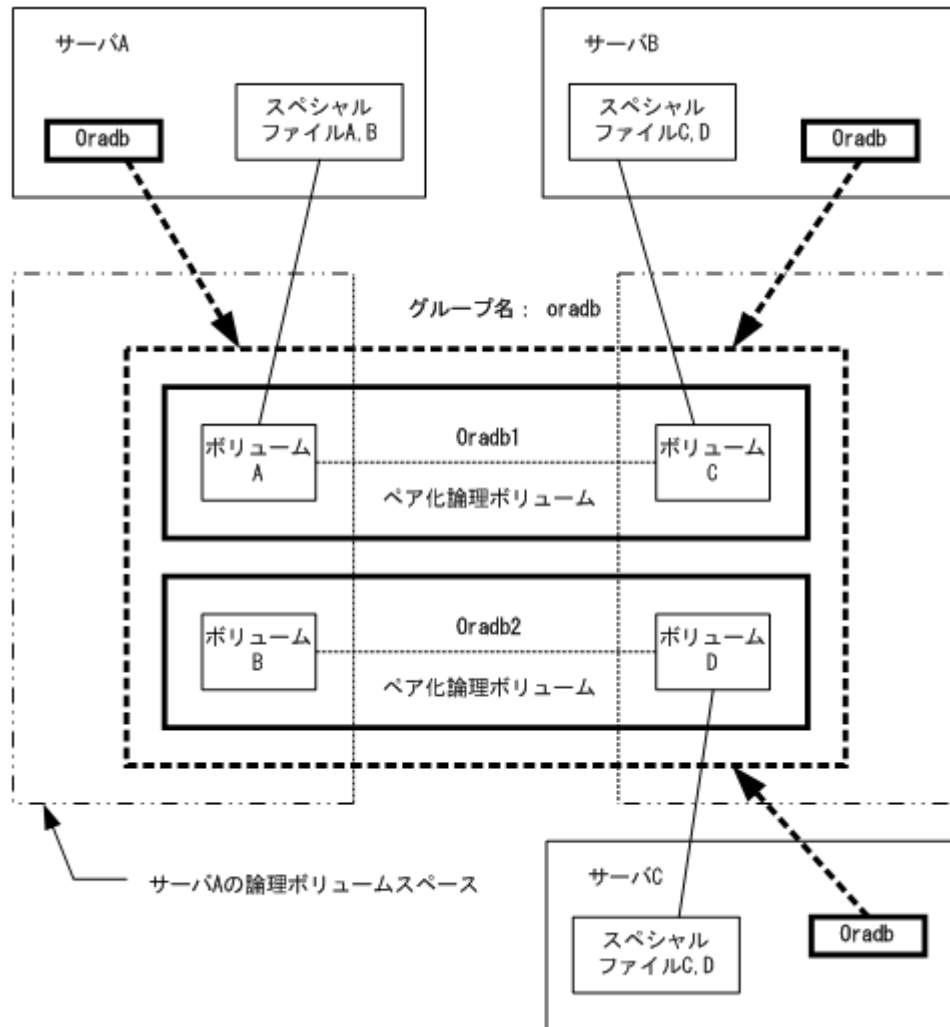 サーバA
サーバB
スペシャル
ファイルA,B
Oradb
スペシャル
ファイルC,D
Oradb
グループ名： oradb
ボリューム
A
Oradb1
ペア化論理ボリューム
ボリューム
C
ボリューム
B
Oradb2
ペア化論理ボリューム
ボリューム
D
サーバAの論理ボリュームスペース
サーバC
スペシャル
ファイルC,D
Oradb